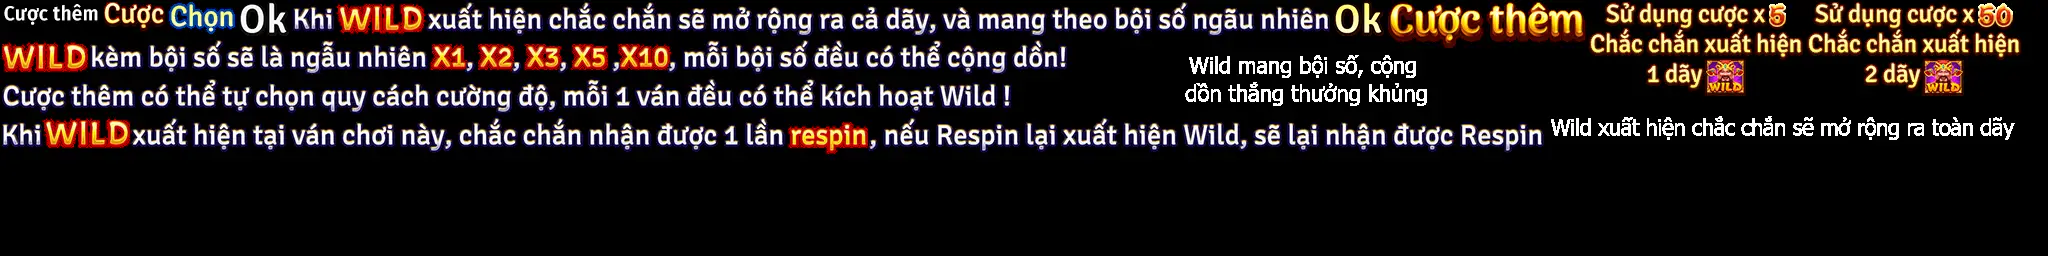 Cược thêm
Cược
Chọn
Ok
Khi WILD xuất hiện chắc chắn sẽ mở rộng ra cả dãy, và mang theo bội số ngẫu nhiên
Ok
Cược thêm
Sử dụng cược x 5
Chắc chắn xuất hiện
1 dãy WILD
Sử dụng cược x 50
Chắc chắn xuất hiện
2 dãy WILD
WILD kèm bội số sẽ là ngẫu nhiên X1, X2, X3, X5 ,X10, mỗi bội số đều có thể cộng dồn!
Wild mang bội số, cộng
dồn thắng thưởng khủng
Cược thêm có thể tự chọn quy cách cường độ, mỗi 1 ván đều có thể kích hoạt Wild !
Khi WILD xuất hiện tại ván chơi này, chắc chắn nhận được 1 lần respin, nếu Respin lại xuất hiện Wild, sẽ lại nhận được Respin
Wild xuất hiện chắc chắn sẽ mở rộng ra toàn dãy